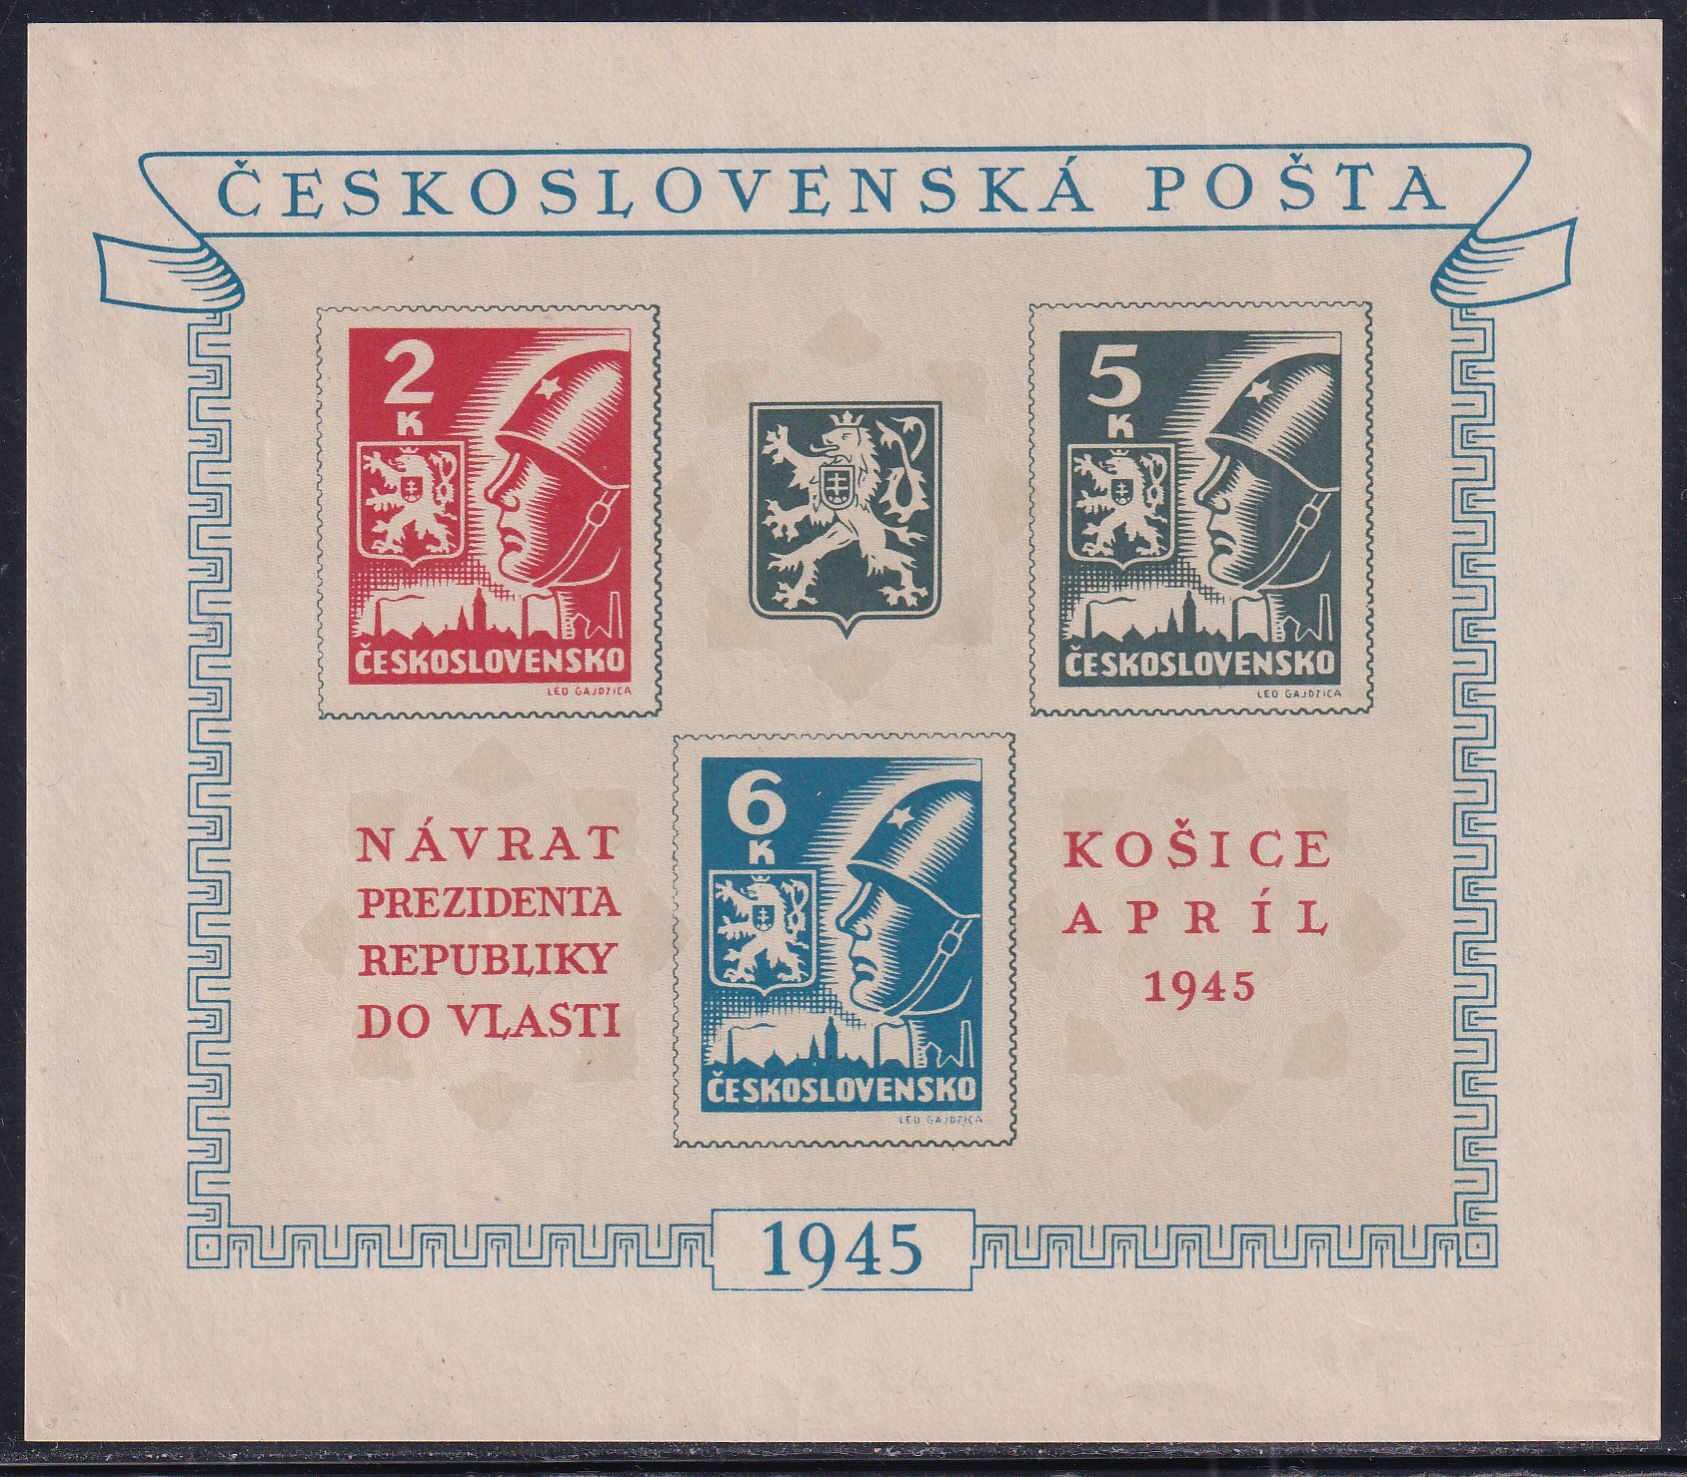 ČESKOSLOVENSKÁ POŠTA
2
K
ČESKOSLOVENSKO
LEO GAJDZICA
5
K
ČESKOSLOVENSKO
LEO GAJDZICA
NÁVRAT
PREZIDENTA
REPUBLIKY
DO VLASTI
6
K
ČESKOSLOVENSKO
LEO GAJDZICA
KOŠICE
APRÍL
1945
1945